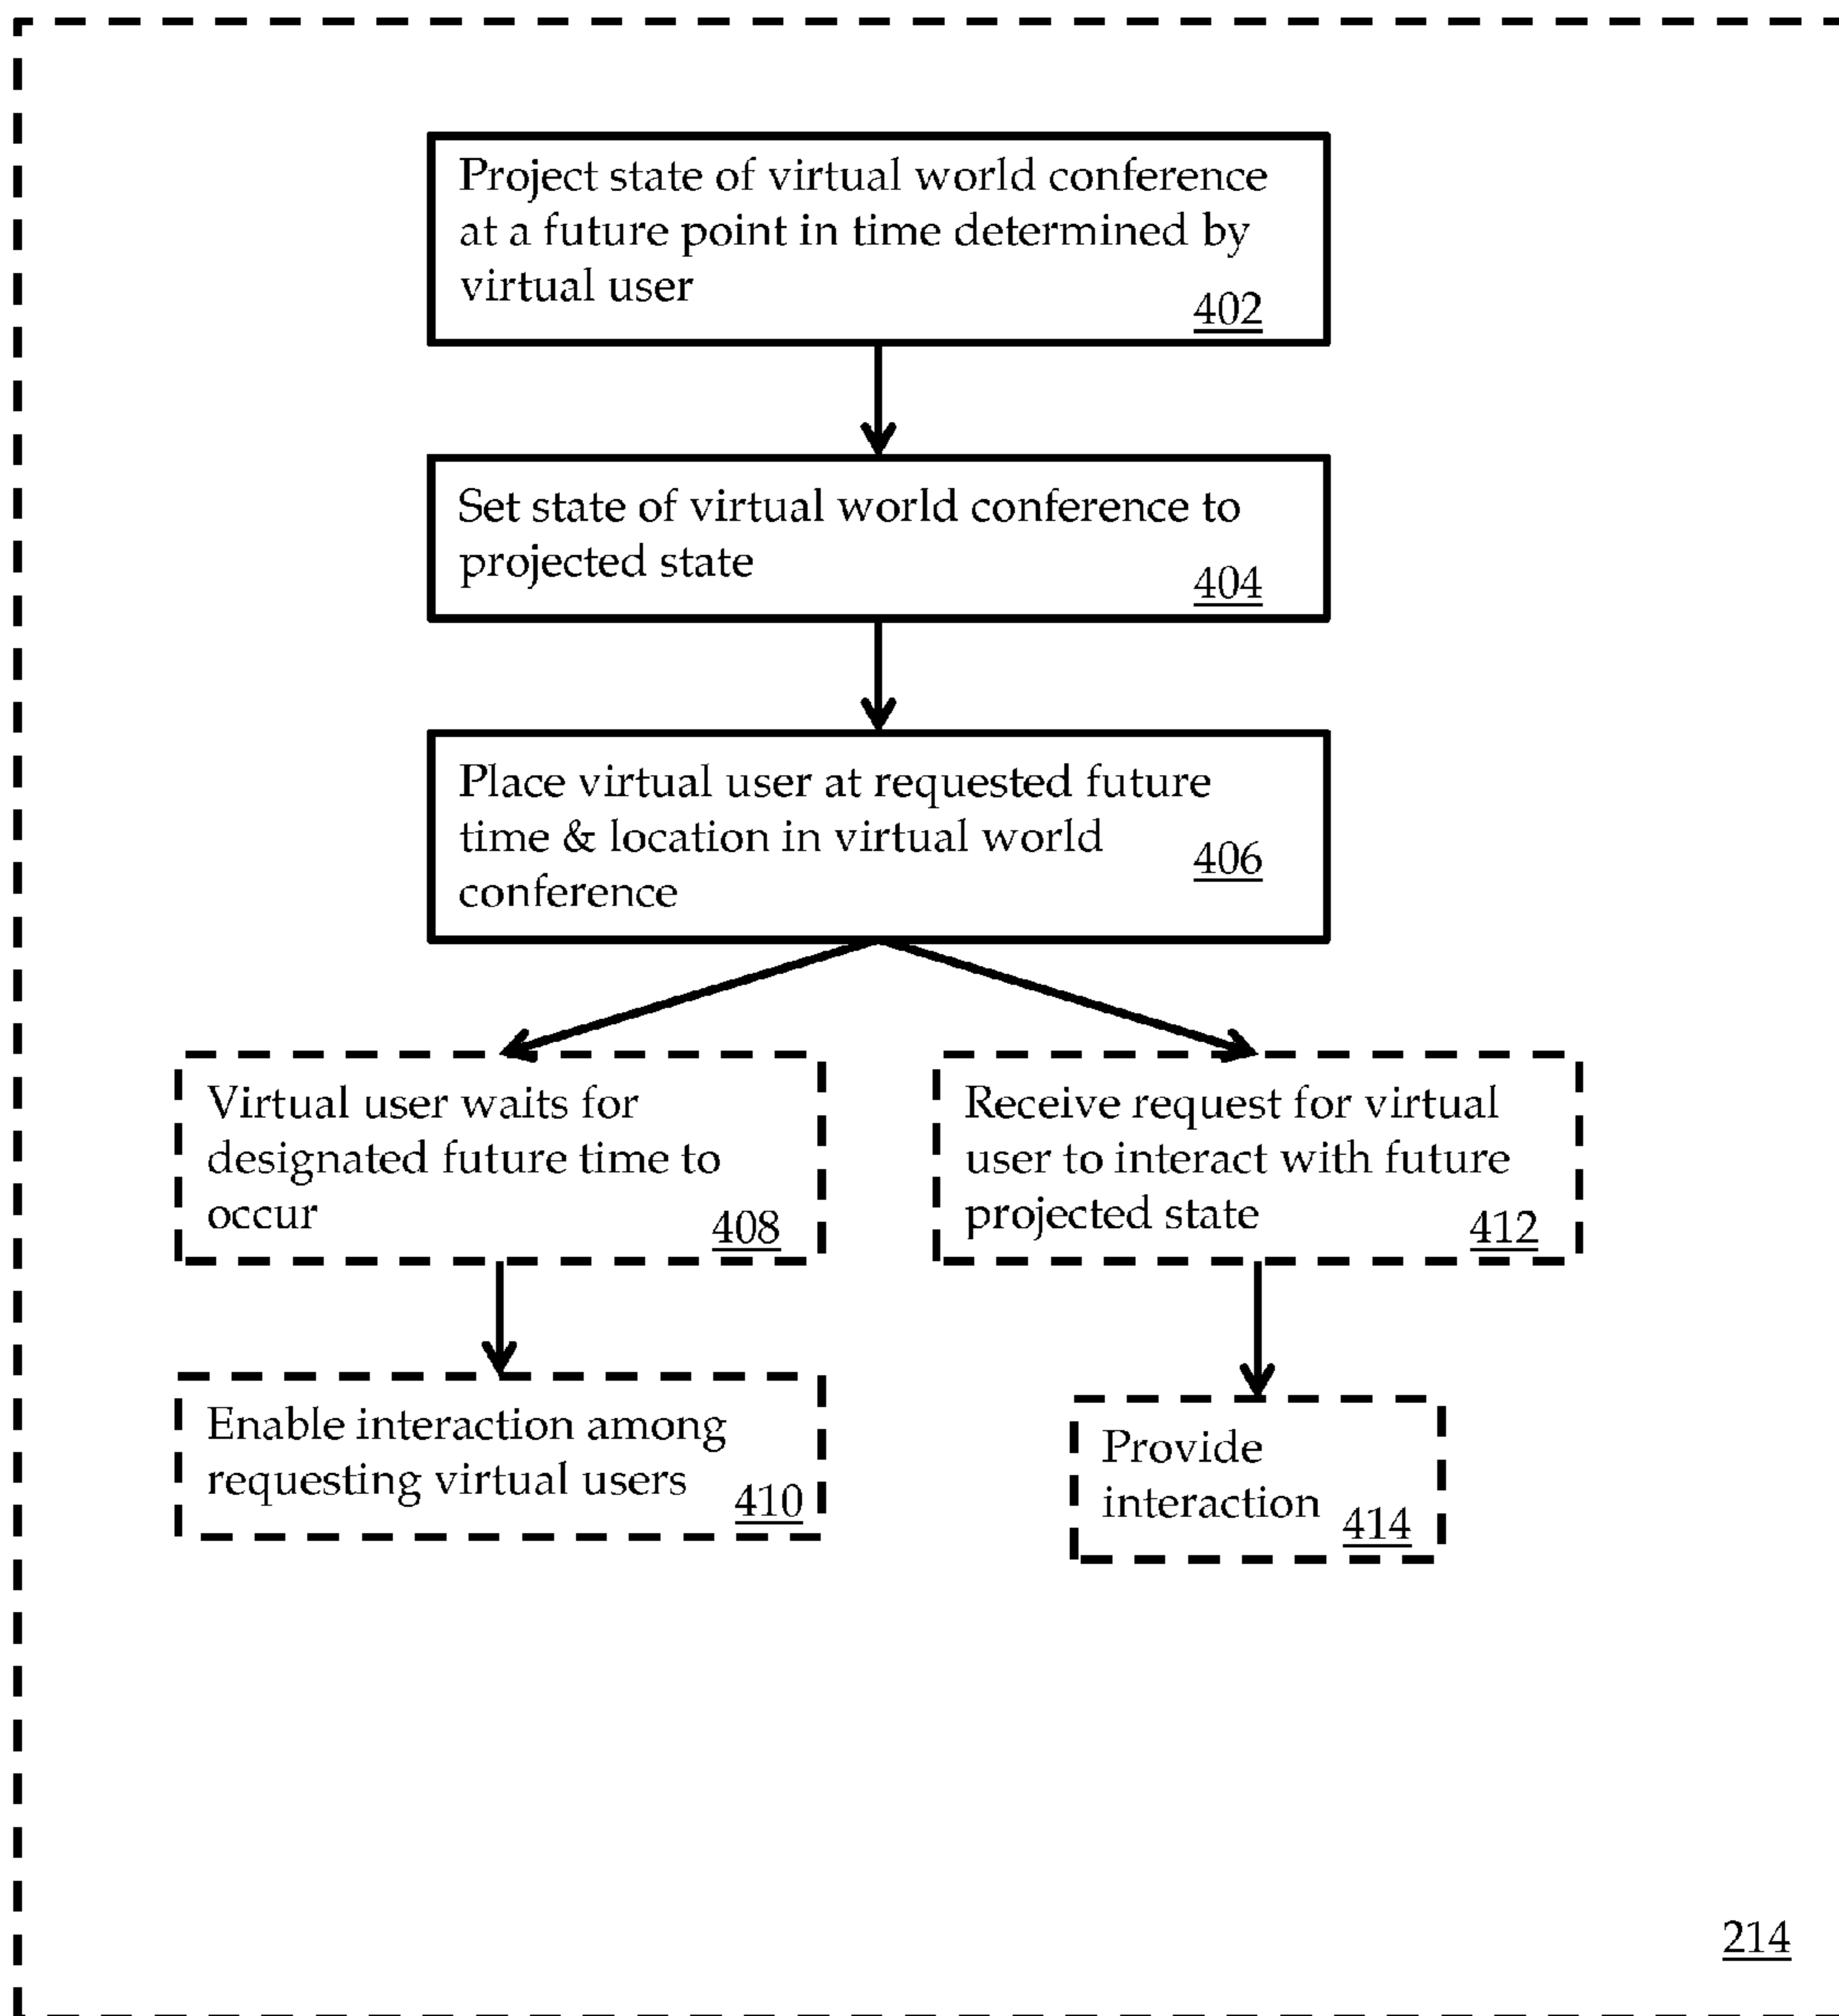 Project state of virtual world conference
at a future point in time determined by
virtual user
402
Set state of virtual world conference to
projected state
404
Place virtual user at requested future
time & location in virtual world
406
conference
Virtual user waits for
designated future time to
occur
408
Receive request for virtual
user to interact with future
projected state
412
Enable interaction among
requesting virtual users
410
Provide
interaction
414
214